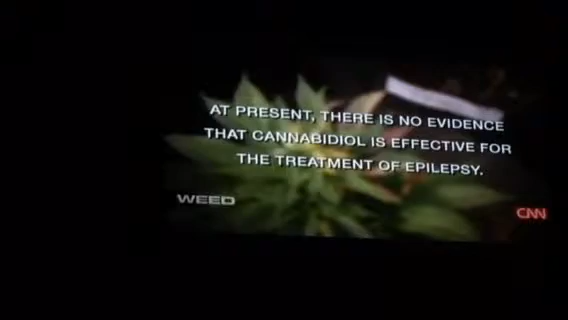 AT PRESENT, THERE IS NO EVIDENCE
THAT CANNABIDIOL IS EFFECTIVE FOR
THE TREATMENT OF EPILEPSY.
WEED
CNN